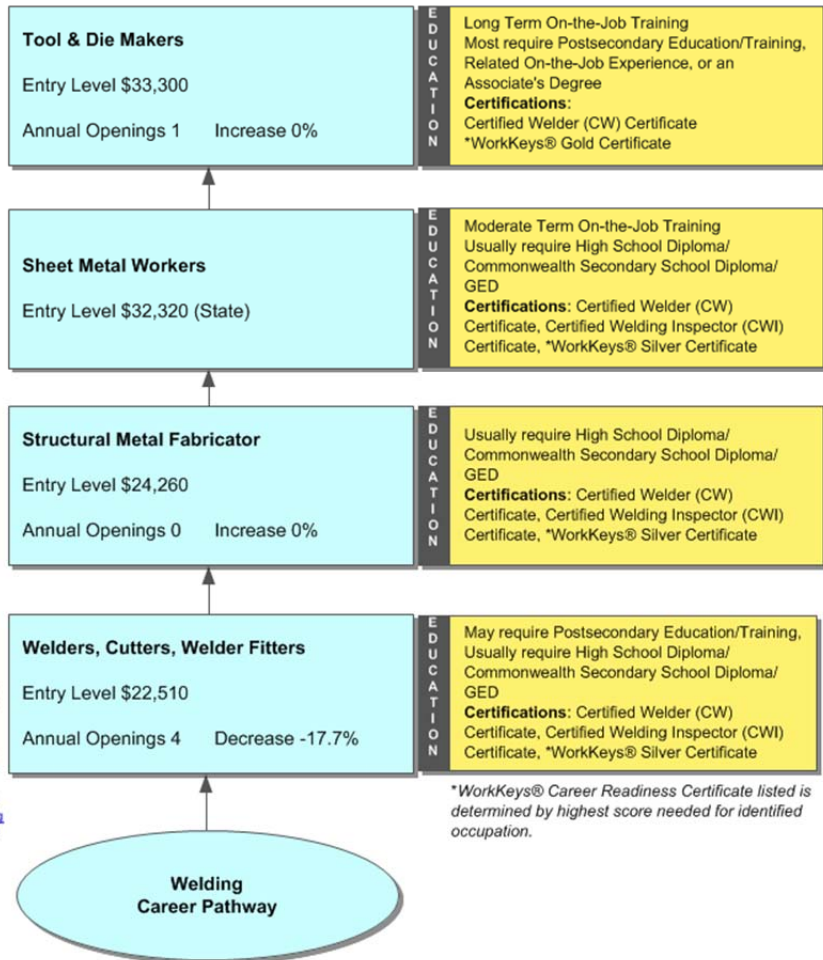 Tool & Die Makers
Entry Level $33,300
Annual Openings 1 Increase 0%
EDUCATION
Long Term On-the-Job Training
Most require Postsecondary Education/Training,
Related On-the-Job Experience, or an
Associate's Degree
Certifications:
Certified Welder (CW) Certificate
*WorkKeys® Gold Certificate
Sheet Metal Workers
Entry Level $32,320 (State)
EDUCATION
Moderate Term On-the-Job Training
Usually require High School Diploma/
Commonwealth Secondary School Diploma/
GED
Certifications: Certified Welder (CW)
Certificate, Certified Welding Inspector (CWI)
Certificate, *WorkKeys® Silver Certificate
Structural Metal Fabricator
Entry Level $24,260
Annual Openings 0 Increase 0%
EDUCATION
Usually require High School Diploma/
Commonwealth Secondary School Diploma/
GED
Certifications: Certified Welder (CW)
Certificate, Certified Welding Inspector (CWI)
Certificate, *WorkKeys® Silver Certificate
Welders, Cutters, Welder Fitters
Entry Level $22,510
Annual Openings 4 Decrease -17.7%
EDUCATION
May require Postsecondary Education/Training,
Usually require High School Diploma/
Commonwealth Secondary School Diploma/
GED
Certifications: Certified Welder (CW)
Certificate, Certified Welding Inspector (CWI)
Certificate, *WorkKeys® Silver Certificate
*WorkKeys® Career Readiness Certificate listed is
determined by highest score needed for identified
occupation.
Welding
Career Pathway